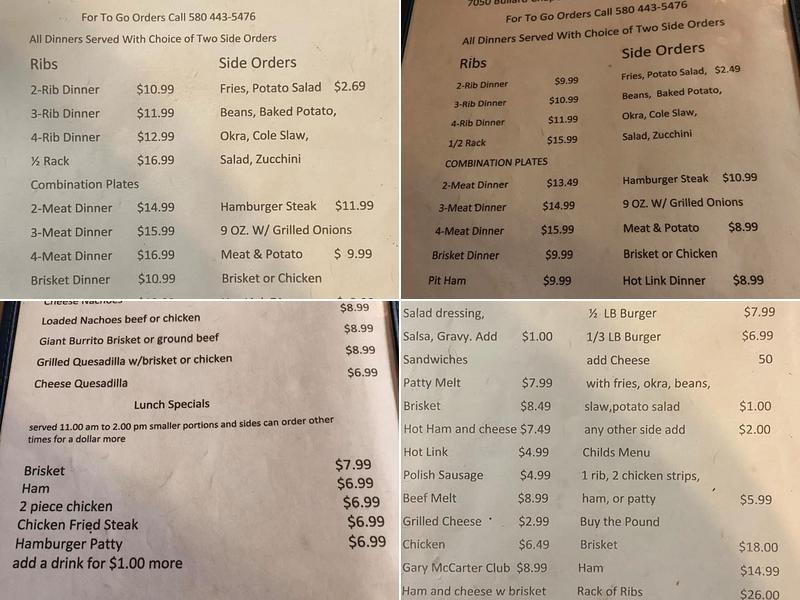 For To Go Orders Call 580 443-5476
All Dinners Served With Choice of Two Side Orders
Ribs
Side Orders
2-Rib Dinner $10.99 Fries, Potato Salad $2.69
3-Rib Dinner $11.99 Beans, Baked Potato,
4-Rib Dinner $12.99 Okra, Cole Slaw,
½ Rack $16.99 Salad, Zucchini
Combination Plates
2-Meat Dinner $14.99 Hamburger Steak $11.99
3-Meat Dinner $15.99 9 OZ. W/ Grilled Onions
4-Meat Dinner $16.99 Meat & Potato $ 9.99
Brisket Dinner $10.99 Brisket or Chicken
7050 Bullard
For To Go Orders Call 580 443-5476
All Dinners Served With Choice of Two Side Orders
Ribs
Side Orders
2-Rib Dinner $9.99 Fries, Potato Salad, $2.49
3-Rib Dinner $10.99 Beans, Baked Potato,
4-Rib Dinner $11.99 Okra, Cole Slaw,
1/2 Rack $15.99 Salad, Zucchini
COMBINATION PLATES
2-Meat Dinner $13.49 Hamburger Steak $10.99
3-Meat Dinner $14.99 9 OZ. W/ Grilled Onions
4-Meat Dinner $15.99 Meat & Potato $8.99
Brisket Dinner $9.99 Brisket or Chicken
Pit Ham $9.99 Hot Link Dinner $8.99
Cheese Nachoes $8.99
Loaded Nachoes beef or chicken $8.99
Giant Burrito Brisket or ground beef $8.99
Grilled Quesadilla w/brisket or chicken $6.99
Cheese Quesadilla
Lunch Specials
served 11.00 am to 2.00 pm smaller portions and sides can order other
times for a dollar more
Brisket $7.99
Ham $6.99
2 piece chicken $6.99
Chicken Fried Steak $6.99
Hamburger Patty $6.99
add a drink for $1.00 more
Salad dressing, ½ LB Burger $7.99
Salsa, Gravy. Add $1.00 1/3 LB Burger $6.99
Sandwiches add Cheese 50
Patty Melt $7.99 with fries, okra, beans,
Brisket $8.49 slaw,potato salad $1.00
Hot Ham and cheese $7.49 any other side add $2.00
Hot Link $4.99 Childs Menu
Polish Sausage $4.99 1 rib, 2 chicken strips,
Beef Melt $8.99 ham, or patty $5.99
Grilled Cheese $2.99 Buy the Pound
Chicken $6.49 Brisket $18.00
Gary McCarter Club $8.99 Ham $14.99
Ham and cheese w brisket Rack of Ribs $26.00